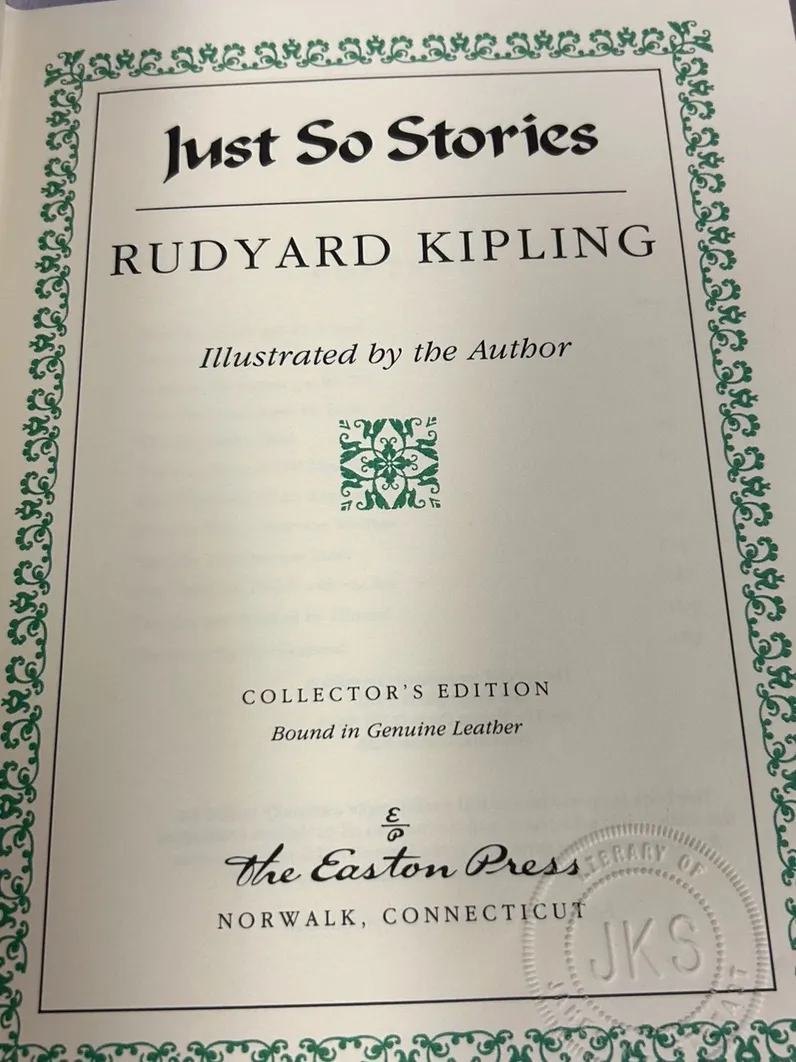 Just So Stories
RUDYARD KIPLING
Illustrated by the Author
COLLECTOR'S EDITION
Bound in Genuine Leather
E
P
The Easton Press
NORWALK, CONNECTICUT
LIBRARY OF
JKS